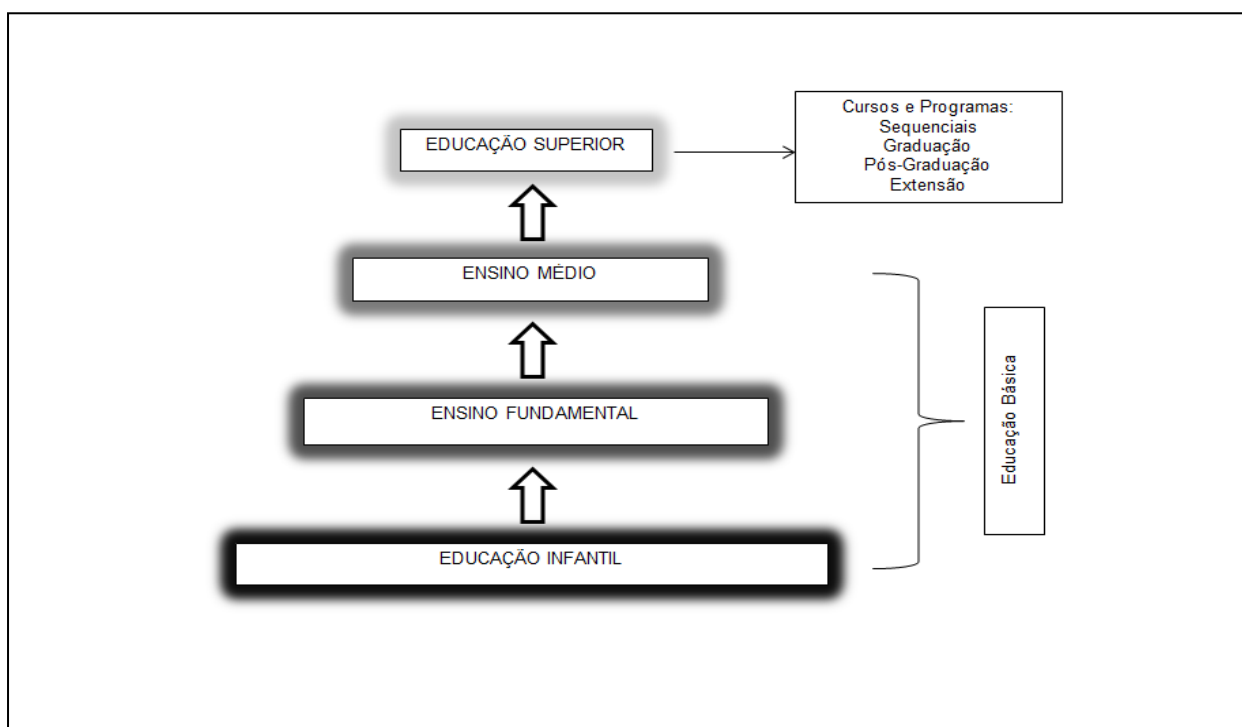 EDUCAÇÃO SUPERIOR
Cursos e Programas:
Sequenciais
Graduação
Pós-Graduação
Extensão
ENSINO MÉDIO
ENSINO FUNDAMENTAL
EDUCAÇÃO INFANTIL
Educação Básica